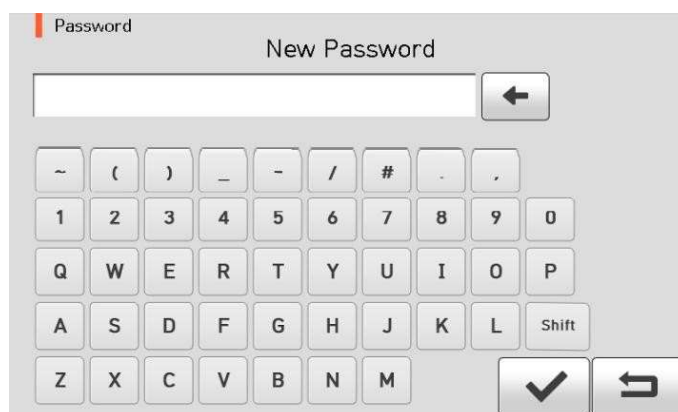 Password
New Password
~ ( ) _ - / # . ,
1 2 3 4 5 6 7 8 9 0
Q W E R T Y U I O P
A S D F G H J K L Shift
Z X C V B N M